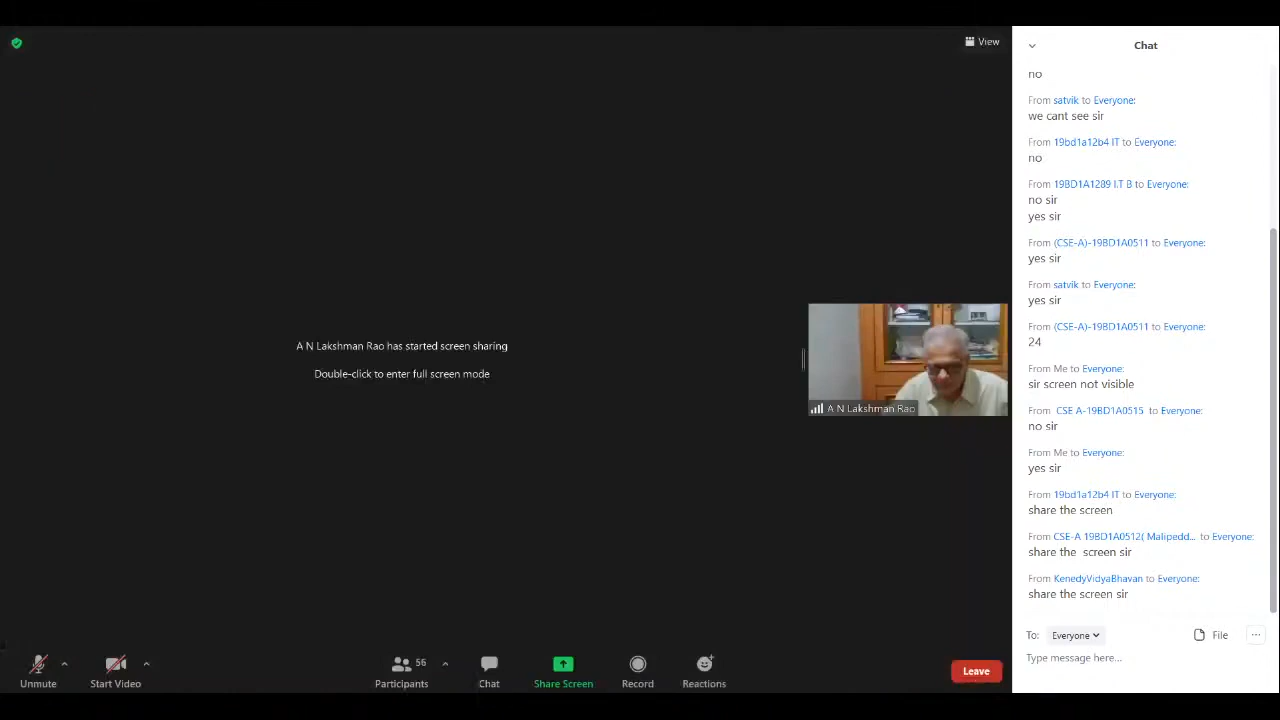 View
A N Lakshman Rao has started screen sharing
Double-click to enter full screen mode
A N Lakshman Rao
Unmute
Start Video
56
Participants
Chat
Share Screen
Record
Reactions
Leave
Chat
no
From satvik to Everyone:
we cant see sir
From 19bd1a12b4 IT to Everyone:
no
From 19BD1A1289 I.T B to Everyone:
no sir
yes sir
From (CSE-A)-19BD1A0511 to Everyone:
yes sir
From satvik to Everyone:
yes sir
From (CSE-A)-19BD1A0511 to Everyone:
24
From Me to Everyone:
sir screen not visible
From CSE A-19BD1A0515 to Everyone:
no sir
From Me to Everyone:
yes sir
From 19bd1a12b4 IT to Everyone:
share the screen
From CSE-A 19BD1A0512( Malipedd... to Everyone:
share the  screen sir
From KenedyVidyaBhavan to Everyone:
share the screen sir
To: Everyone File ...
Type message here...